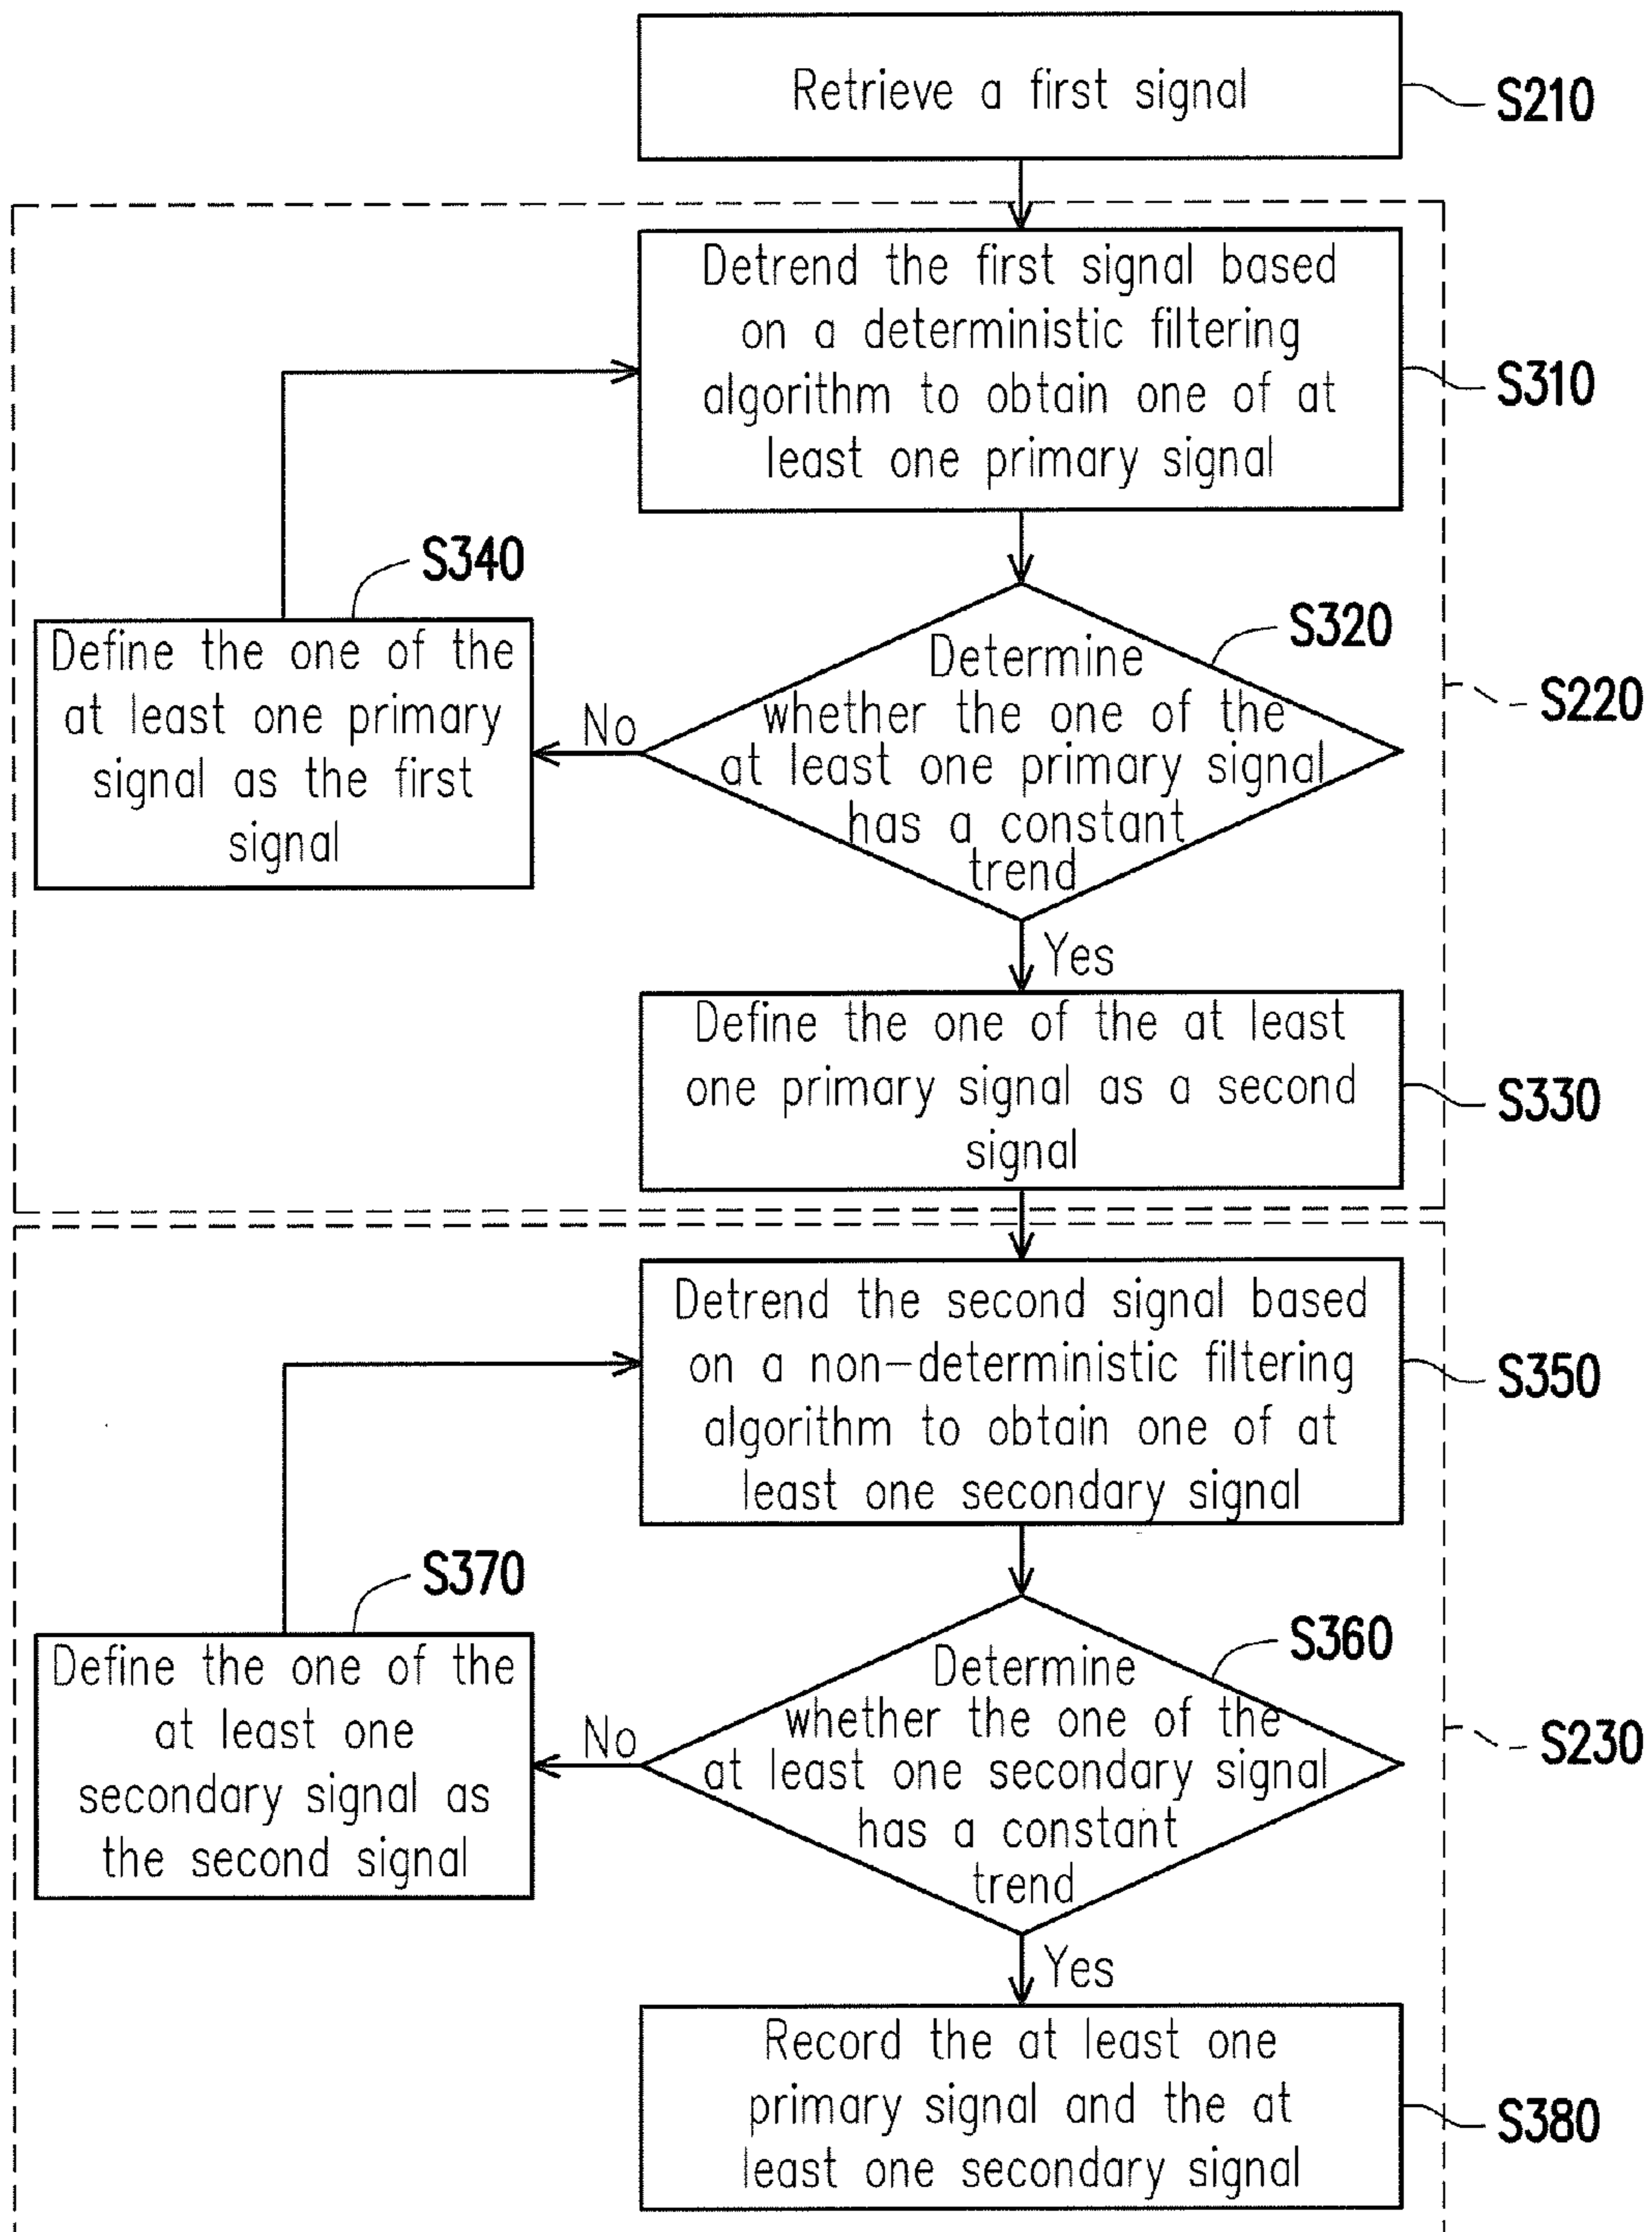 Retrieve a first signal
S210
Detrend the first signal based
on a deterministic filtering
algorithm to obtain one of at
least one primary signal
S310
S340
Define the one of the
at least one primary
signal as the first
signal
No
S320
Determine
whether the one of the
at least one primary signal
has a constant
trend
S220
Yes
Define the one of the at least
one primary signal as a second
signal
S330
Detrend the second signal based
on a non-deterministic filtering
algorithm to obtain one of at
least one secondary signal
S350
S370
Define the one of the
at least one
secondary signal as
the second signal
No
S360
Determine
whether the one of the
at least one secondary signal
has a constant
trend
S230
Yes
Record the at least one
primary signal and the at
least one secondary signal
S380